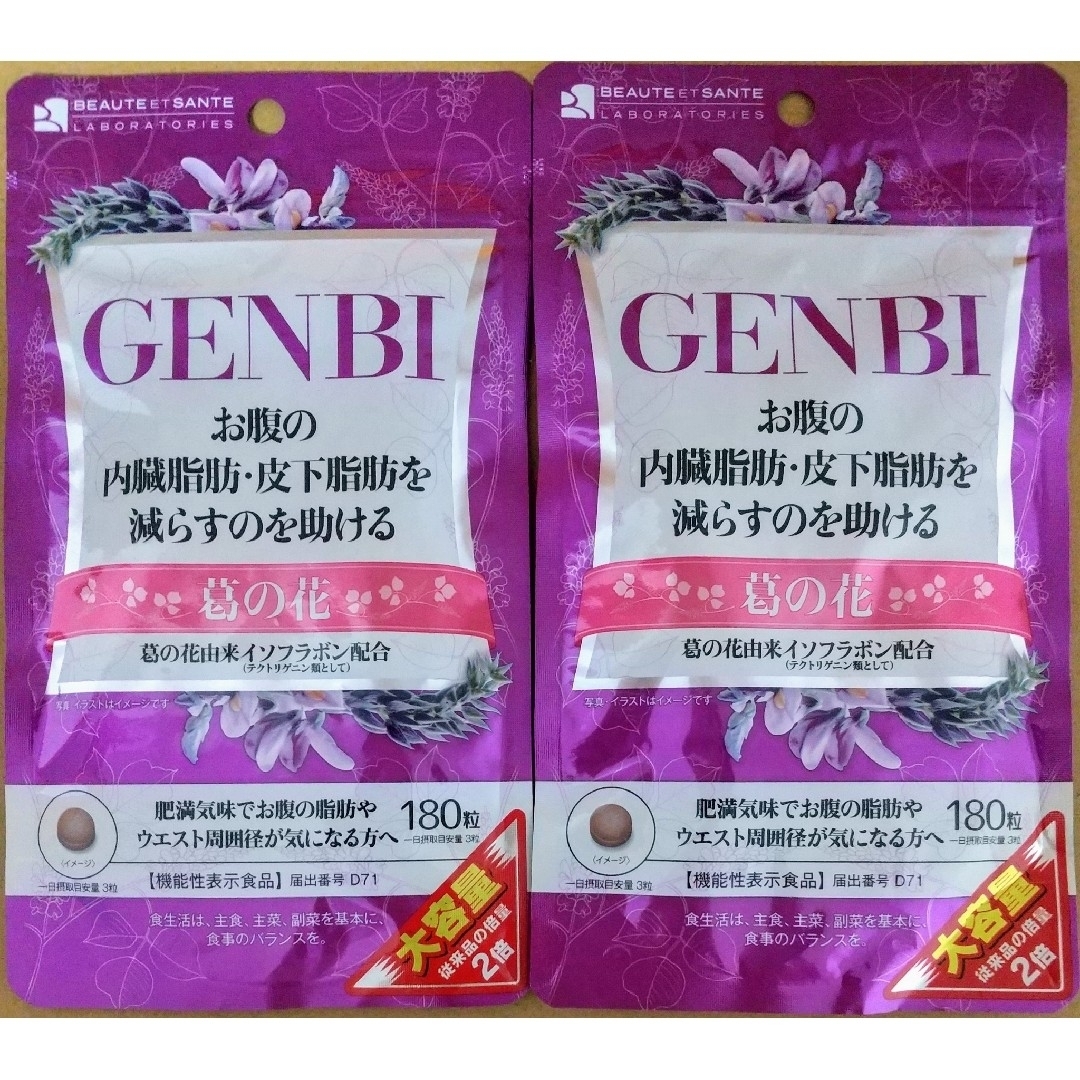 BEAUTE ET SANTE
LABORATORIES
GENBI
お腹の
内臓脂肪・皮下脂肪を
減らすのを助ける
葛の花
葛の花由来イソフラボン配合
(テクトリゲニン類として)
写真・イラストはイメージです
肥満気味でお腹の脂肪や
ウエスト周囲径が気になる方へ
180粒
一日摂取目安量 3粒
〈イメージ〉
一日摂取目安量 3粒
【機能性表示食品】届出番号 D71
食生活は、主食、主菜、副菜を基本に、
食事のバランスを。
大容量
従来品の倍量
2倍
BEAUTE ET SANTE
LABORATORIES
GENBI
お腹の
内臓脂肪・皮下脂肪を
減らすのを助ける
葛の花
葛の花由来イソフラボン配合
(テクトリゲニン類として)
写真・イラストはイメージです
肥満気味でお腹の脂肪や
ウエスト周囲径が気になる方へ
180粒
一日摂取目安量 3粒
〈イメージ〉
一日摂取目安量 3粒
【機能性表示食品】届出番号 D71
食生活は、主食、主菜、副菜を基本に、
食事のバランスを。
大容量
従来品の倍量
2倍